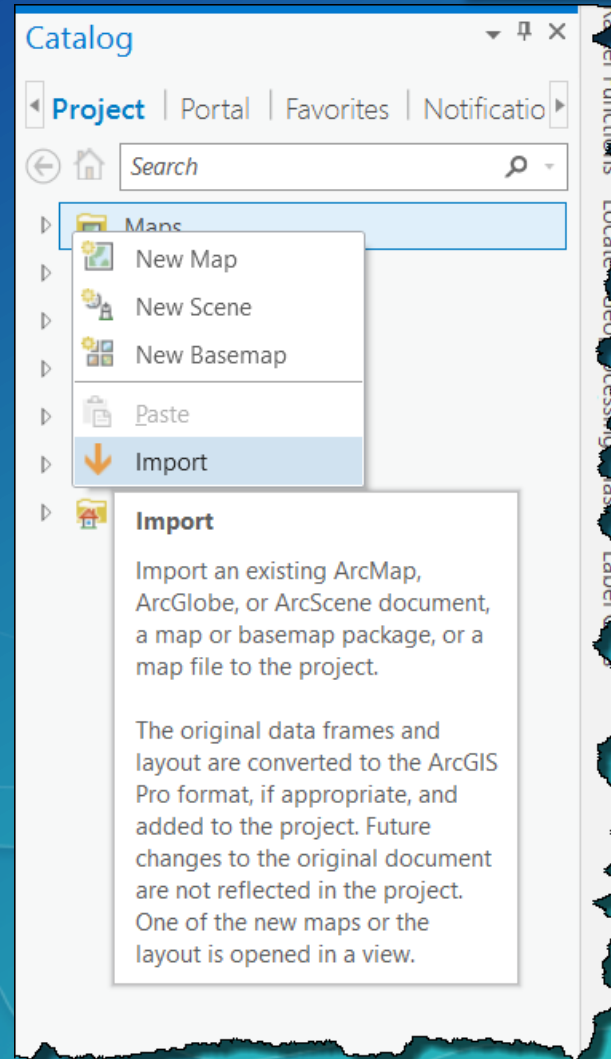 Catalog
Project | Portal | Favorites | Notificatio
Search
Maps
New Map
New Scene
New Basemap
Paste
Import
Import
Import an existing ArcMap,
ArcGlobe, or ArcScene document,
a map or basemap package, or a
map file to the project.
The original data frames and
layout are converted to the ArcGIS
Pro format, if appropriate, and
added to the project. Future
changes to the original document
are not reflected in the project.
One of the new maps or the
layout is opened in a view.
Functions